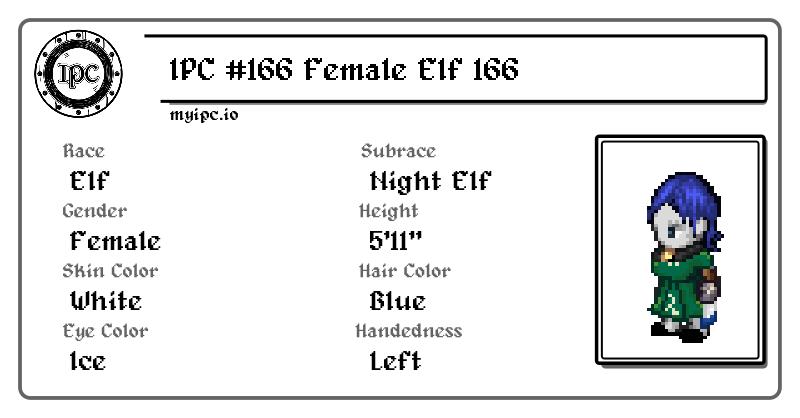 IPC
IPC #166 Female Elf 166
myipc.io
Race
Elf
Subrace
Night Elf
Gender
Female
Height
5'11"
Skin Color
White
Hair Color
Blue
Eye Color
Ice
Handedness
Left